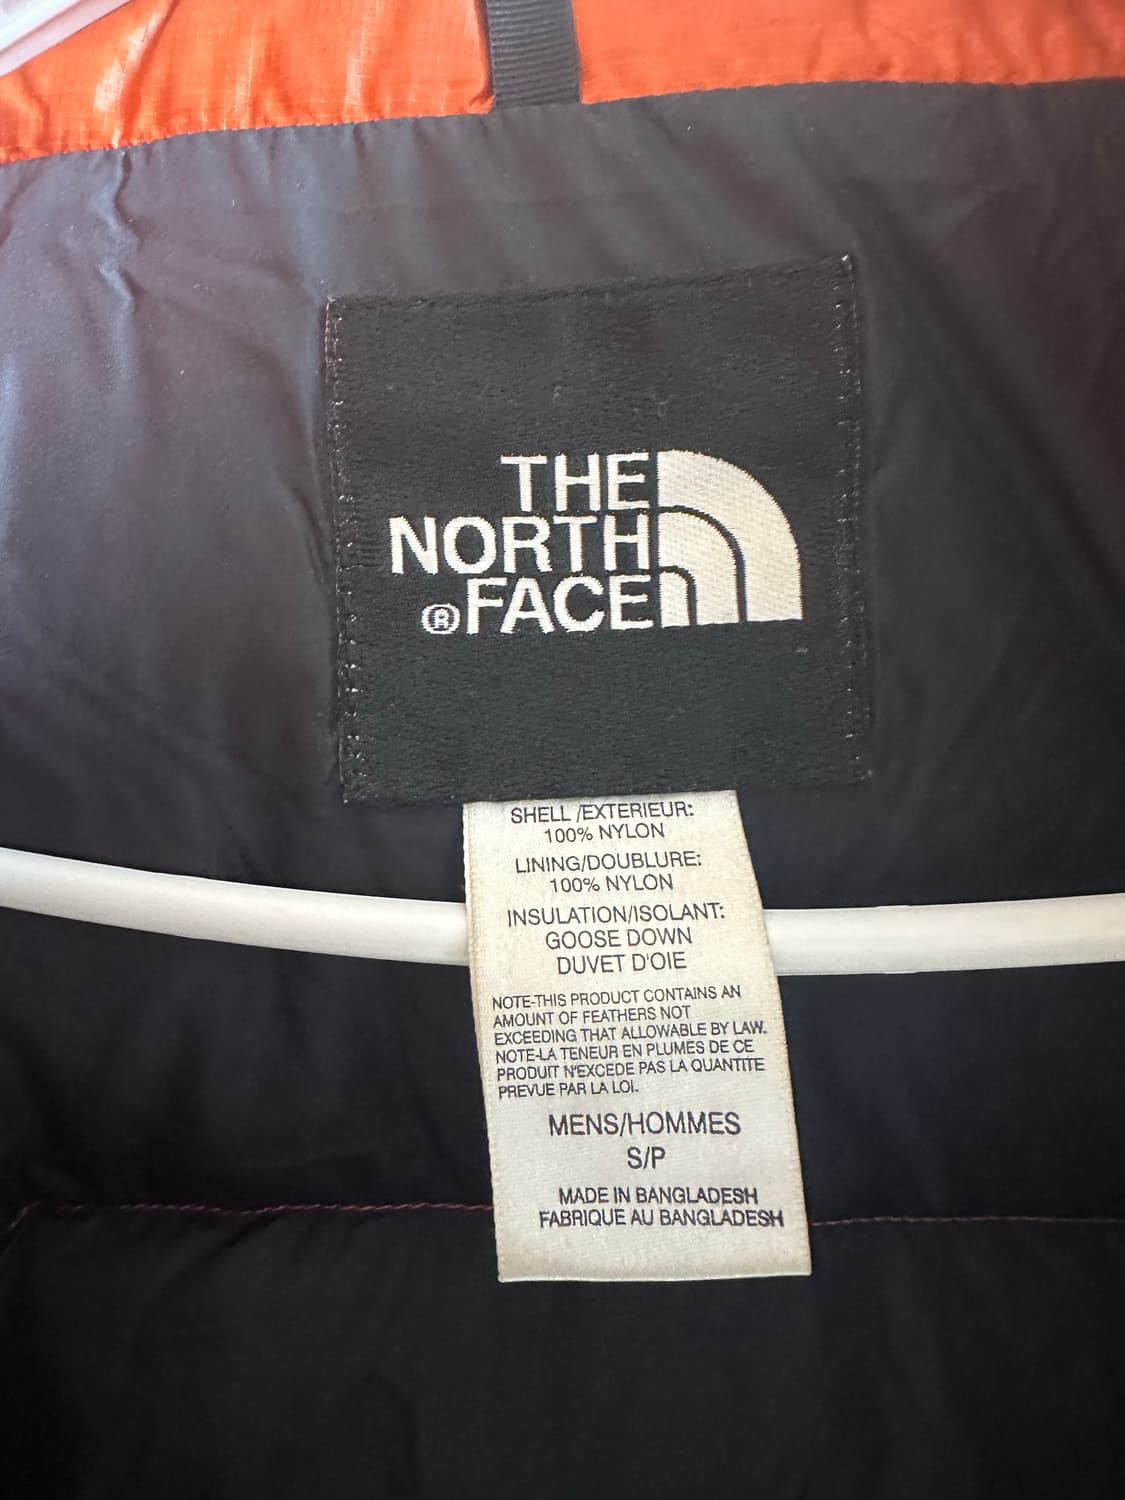 THE
NORTH
®FACE
SHELL /EXTERIEUR:
100% NYLON
LINING/DOUBLURE:
100% NYLON
INSULATION/ISOLANT:
GOOSE DOWN
DUVET D'OIE
NOTE-THIS PRODUCT CONTAINS AN
AMOUNT OF FEATHERS NOT
EXCEEDING THAT ALLOWABLE BY LAW.
NOTE-LA TENEUR EN PLUMES DE CE
PRODUIT N'EXCEDE PAS LA QUANTITE
PREVUE PAR LA LOI.
MENS/HOMMES
S/P
MADE IN BANGLADESH
FABRIQUE AU BANGLADESH